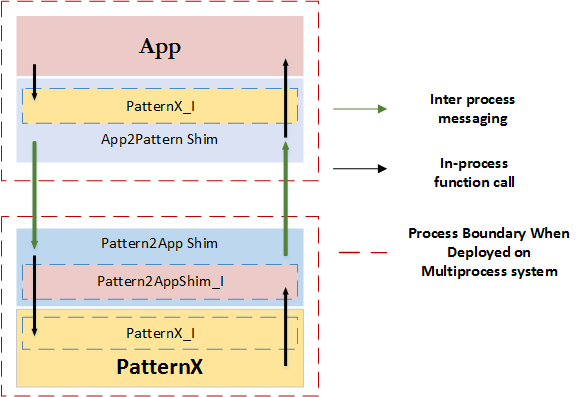 App
PatternX_I
App2Pattern Shim
Pattern2App Shim
Pattern2AppShim_I
PatternX_I
PatternX
Inter process
messaging
In-process
function call
Process Boundary When
Deployed on
Multiprocess system